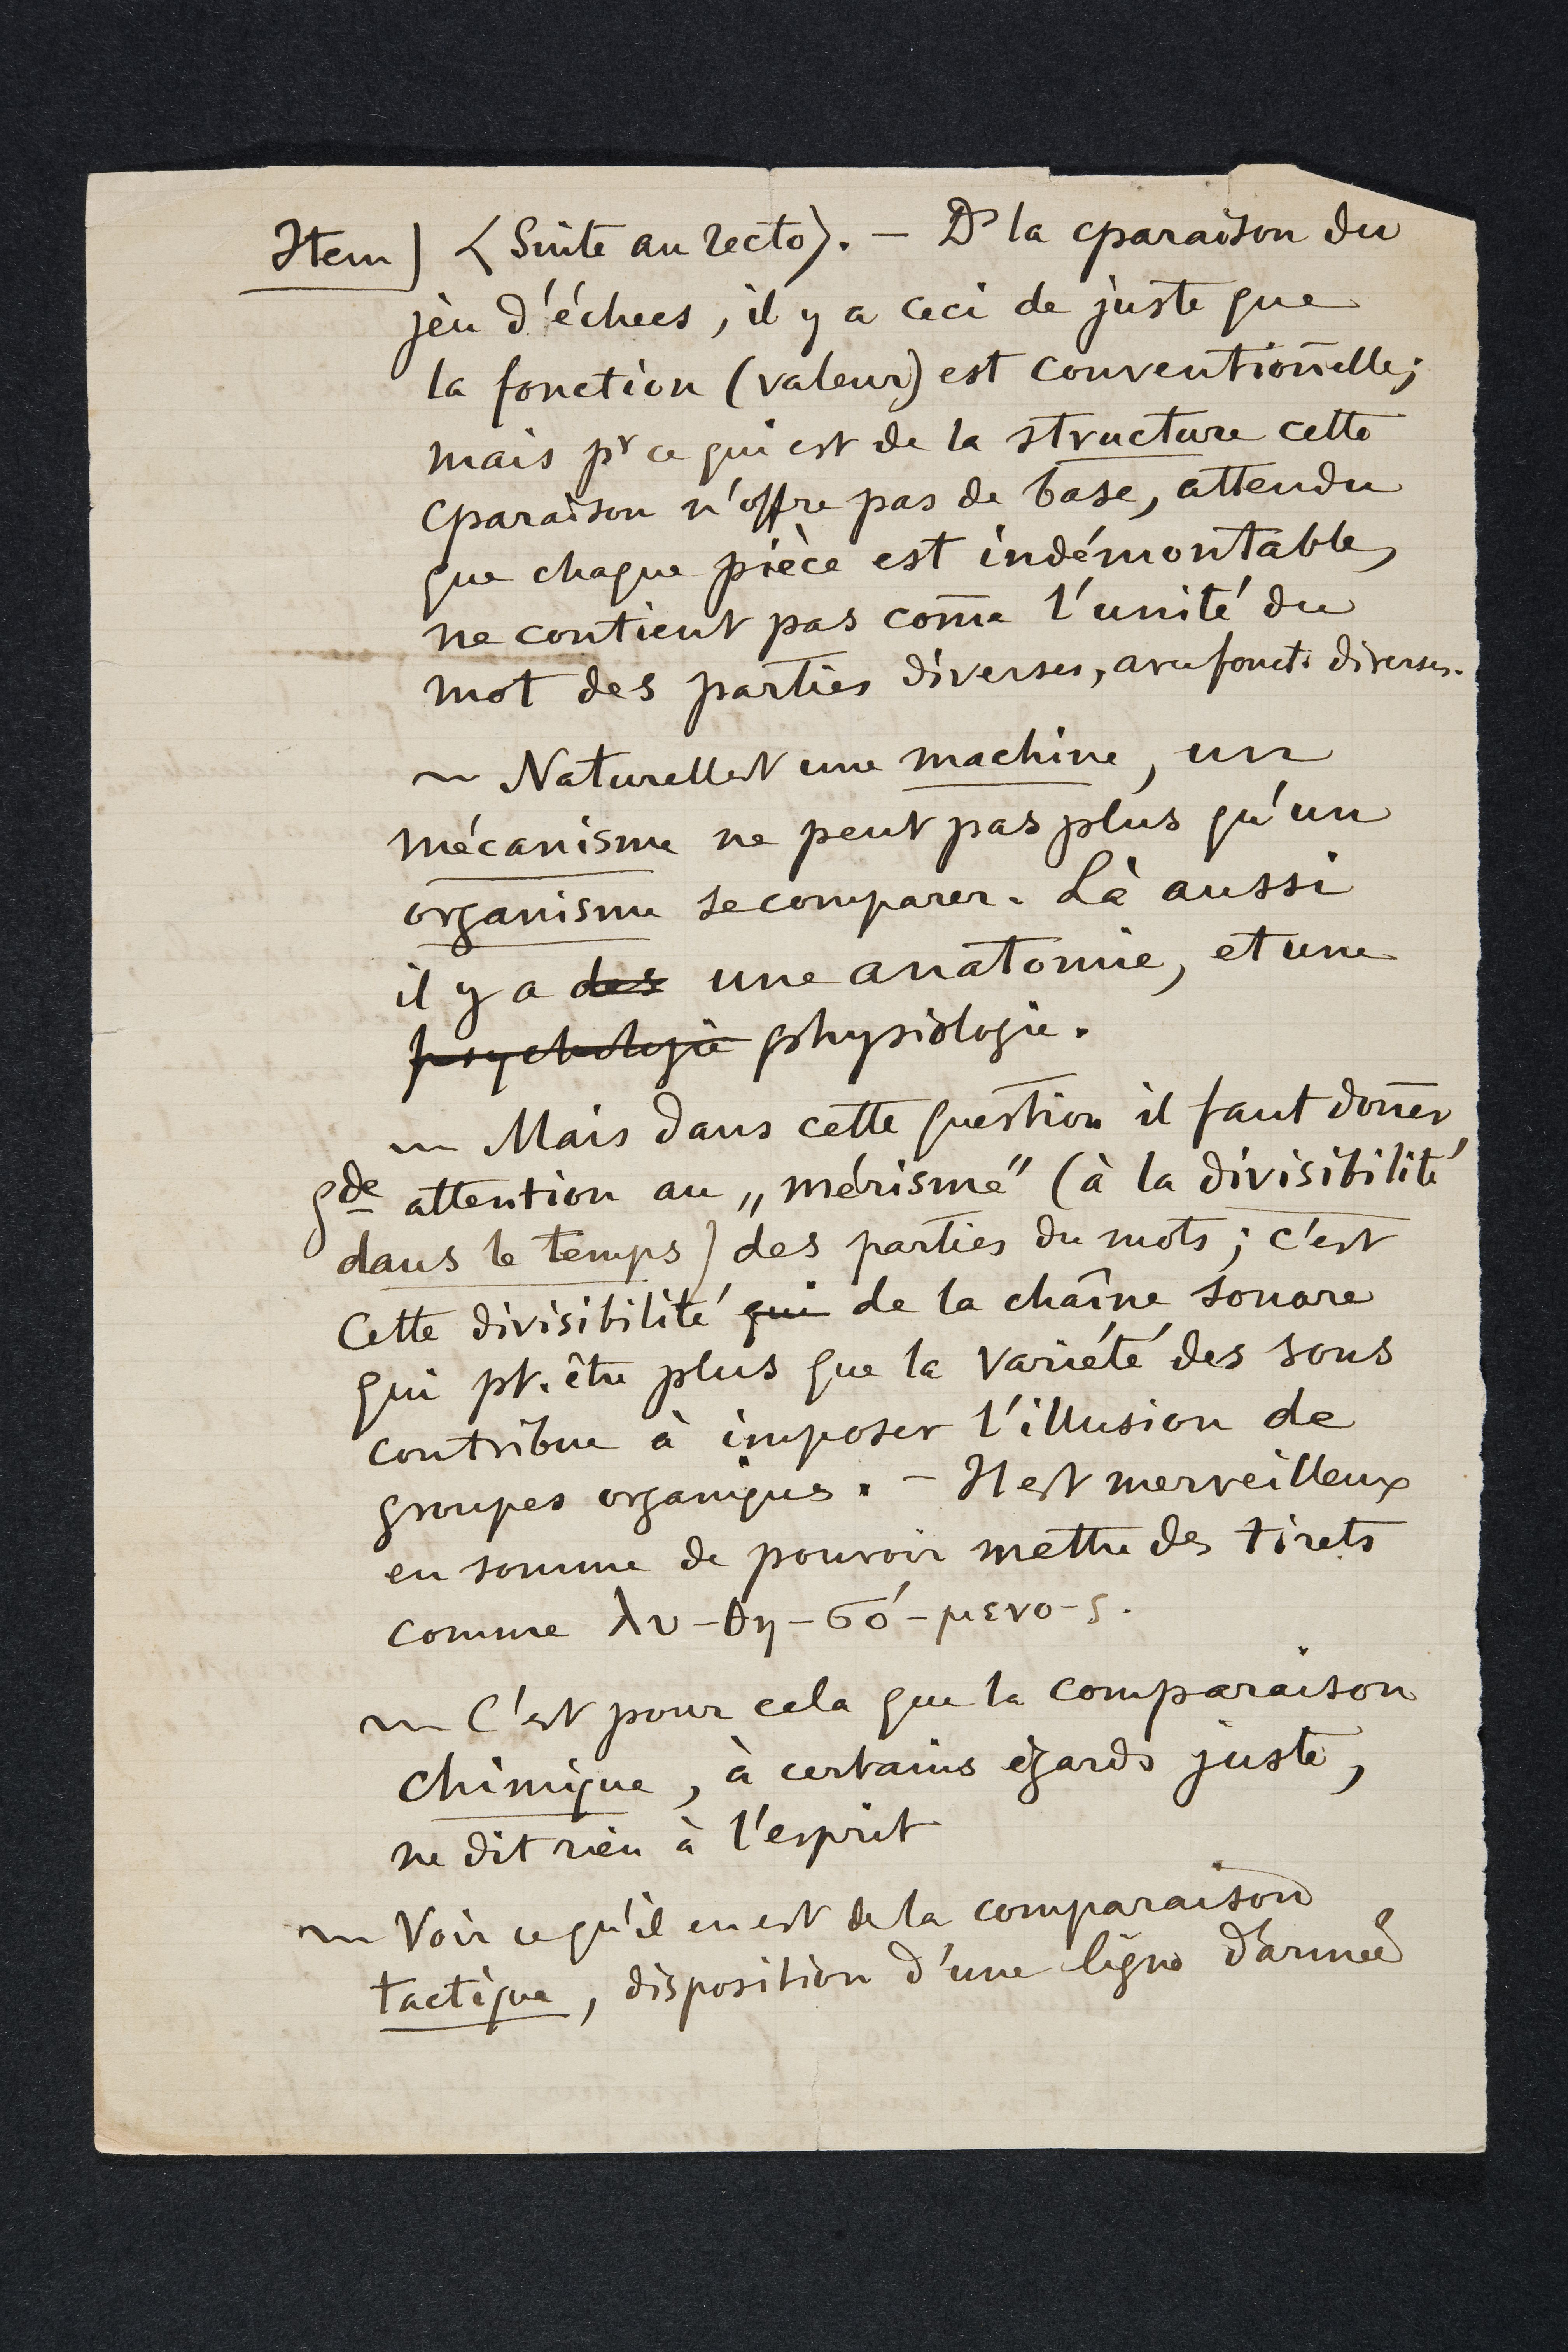 Item) ⟨Suite au recto⟩. – Ds la cparaison du
jeu d'échecs, il y a ceci de juste que
la fonction (valeur) est conventioñelle;
mais pr ce qui est de la structure cette
cparaison n'offre pas de base, attendu
que chaque pièce est indémontable,
ne contient pas com̄e l'unité du
mot des parties diverses, avec fonct. diverses.
~ Naturellent une machine, un
mécanisme ne peut pas plus qu'un
organisme se comparer. Là aussi
il y a des une anatomie, et une
psychologie physiologie.
~ Mais dans cette question il faut doñer
gde attention au „mérisme" (à la divisibilité
dans le temps) des parties du mots; c'est
cette divisibilité qui de la chaîne sonore
qui pt.être plus que la variété des sons
contribue à imposer l'illusion de
groupes organiques. – Il est merveilleux
en somme de pouvoir mettre des tirets
comme λυ-θη-σό-μενο-ς.
~ C'est pour cela que la comparaison
chimique, à certains égards juste,
ne dit rien à l'esprit
~ Voir ce qu'il en est de la comparaison
tactique, disposition d'une ligne d'armée